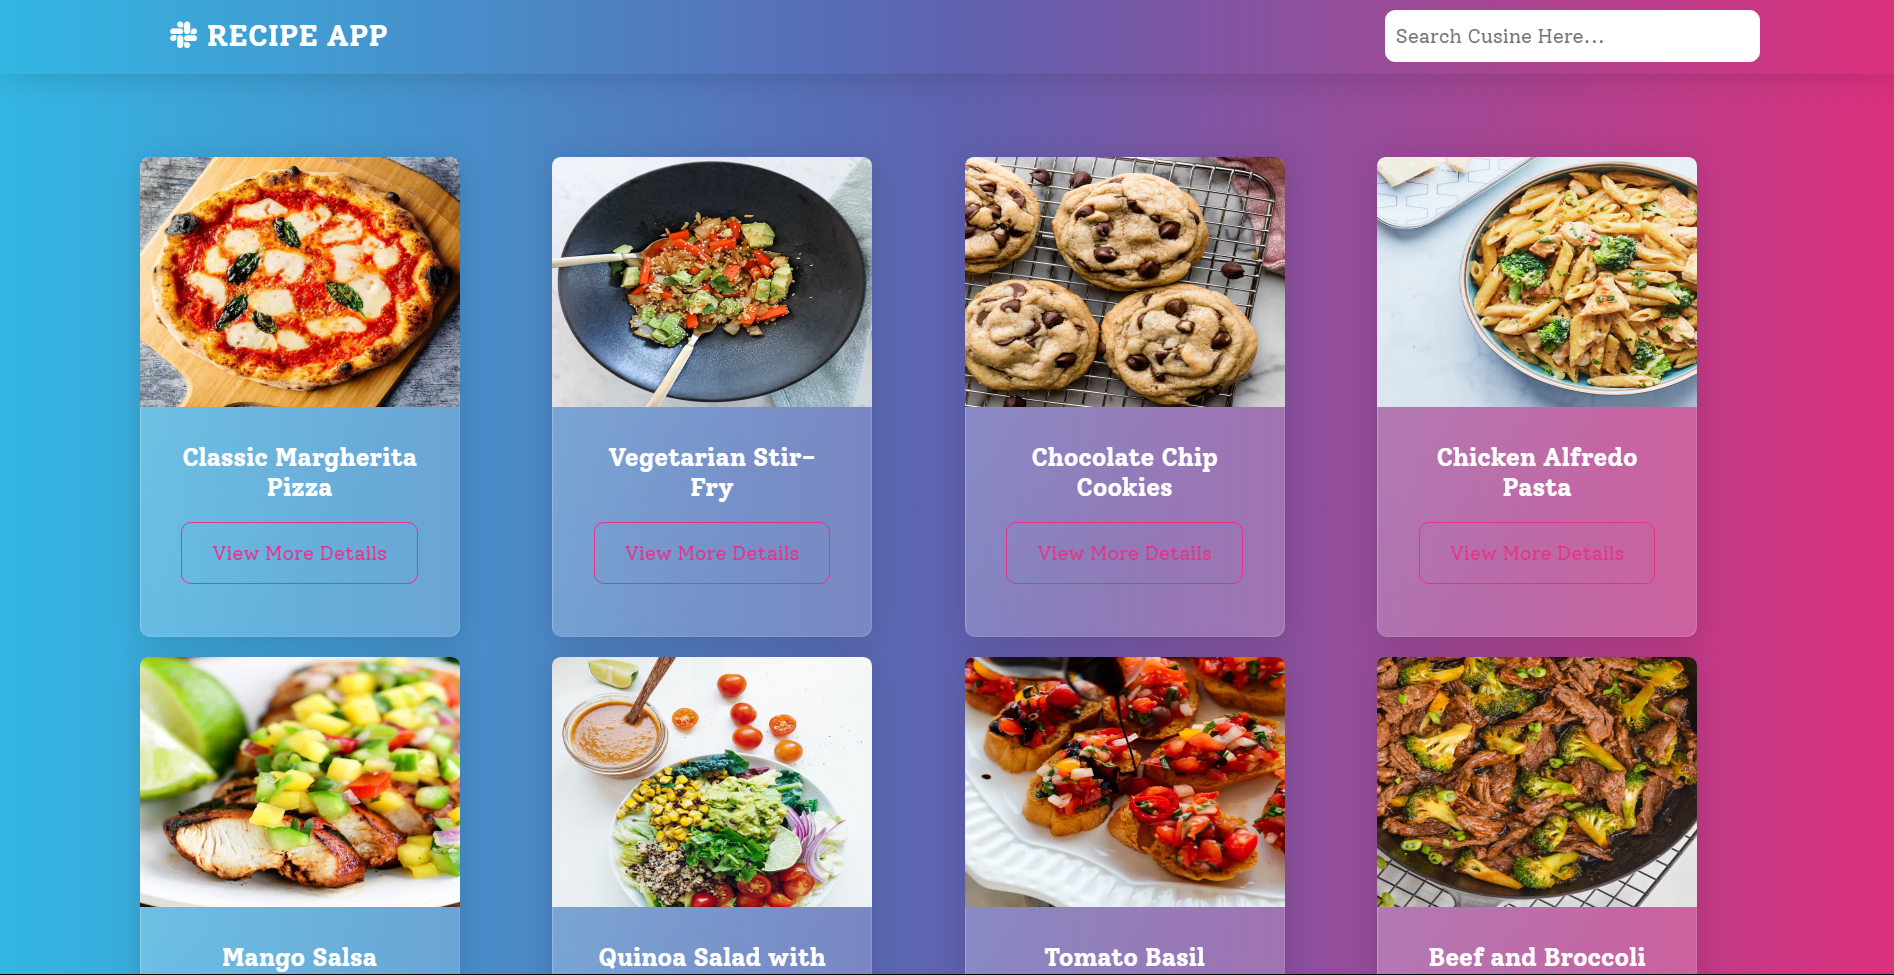 RECIPE APP
Search Cusine Here...
Classic Margherita
Pizza
View More Details
Vegetarian Stir-
Fry
View More Details
Chocolate Chip
Cookies
View More Details
Chicken Alfredo
Pasta
View More Details
Mango Salsa
Quinoa Salad with
Tomato Basil
Beef and Broccoli